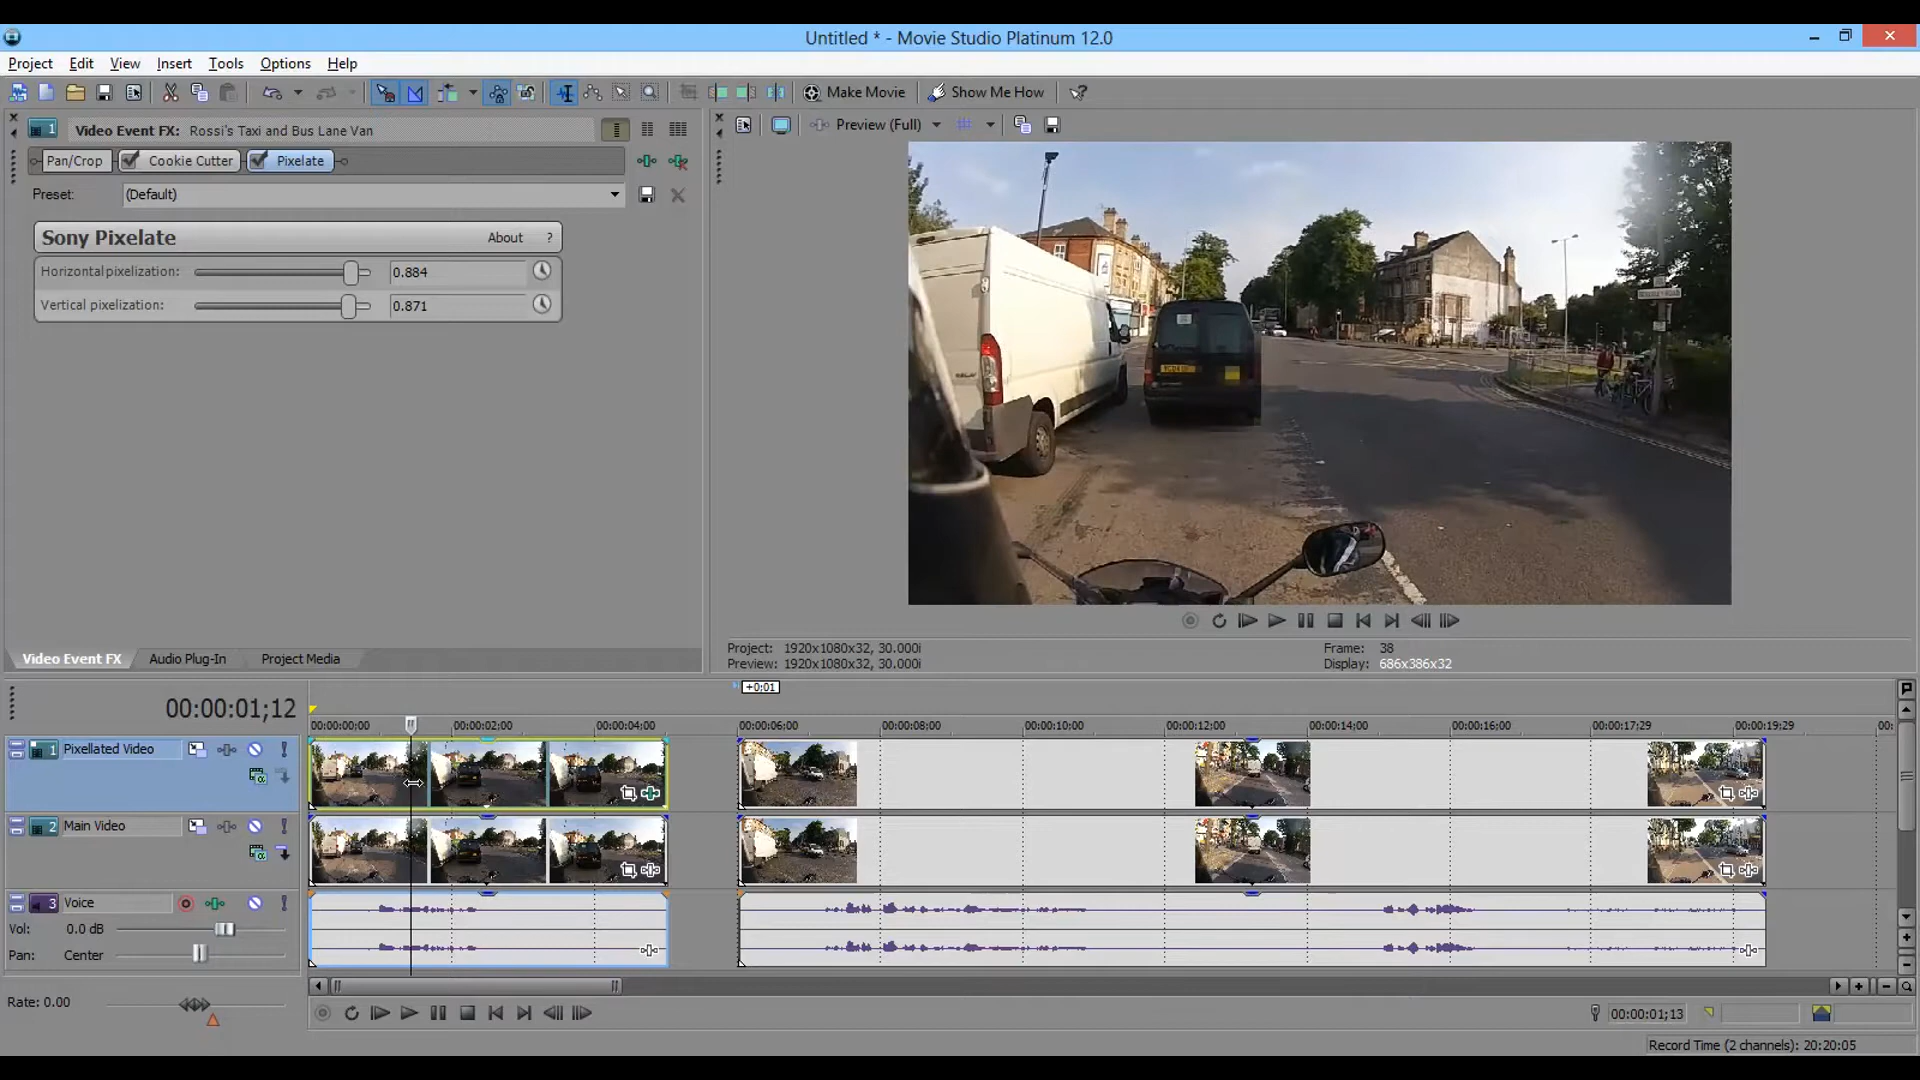 Untitled * - Movie Studio Platinum 12.0
Project Edit View Insert Tools Options Help
Make Movie Show Me How
1 Video Event FX: Rossi's Taxi and Bus Lane Van
Preview (Full)
Pan/Crop Cookie Cutter Pixelate
Preset: (Default)
Sony Pixelate About ?
Horizontal pixelization: 0.884
Vertical pixelization: 0.871
Video Event FX Audio Plug-In Project Media
Project: 1920x1080x32, 30.000i Frame: 38
Preview: 1920x1080x32, 30.000i Display: 686x386x32
00:00:01;12
+0;01
00:00:00;00 00:00:02;00 00:00:04;00 00:00:06;00 00:00:08;00 00:00:10;00 00:00:12;00 00:00:14;00 00:00:16;00 00:00:17;29 00:00:19;29 00:
1 Pixellated Video
2 Main Video
3 Voice
Vol: 0.0 dB
Pan: Center
Rate: 0.00
00:00:01;13
Record Time (2 channels): 20:20:05